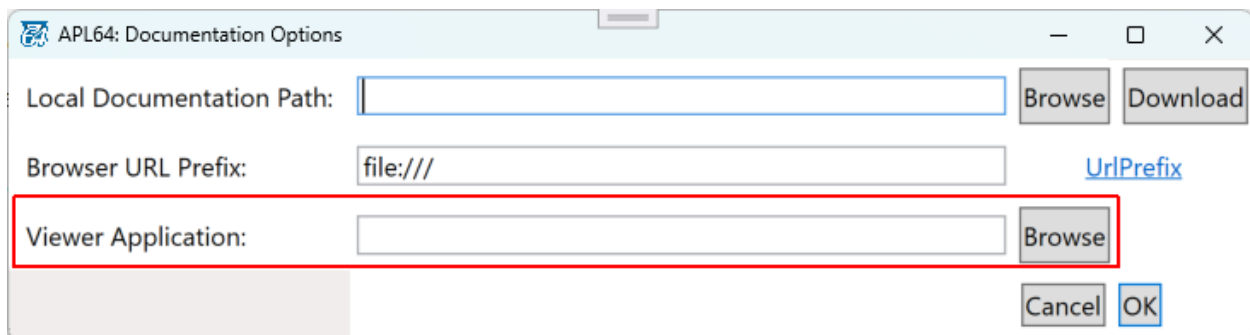 APL64: Documentation Options
Local Documentation Path: Browse Download
Browser URL Prefix: file:/// UrlPrefix
Viewer Application: Browse
Cancel OK